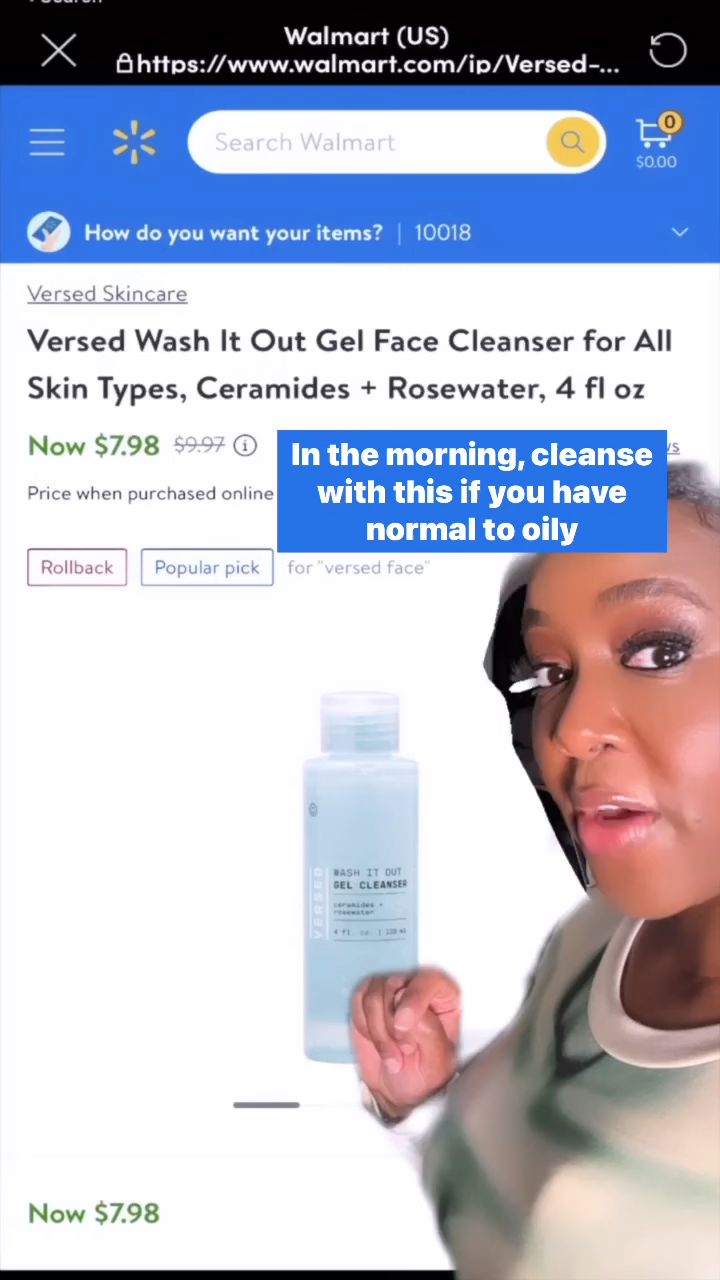 Walmart (US)
https://www.walmart.com/ip/Versed-...
Search Walmart
0
$0.00
How do you want your items? | 10018
Versed Skincare
Versed Wash It Out Gel Face Cleanser for All
Skin Types, Ceramides + Rosewater, 4 fl oz
Now $7.98 $9.97
In the morning, cleanse
with this if you have
normal to oily
Price when purchased online
Rollback Popular pick for "versed face"
VERSED
WASH IT OUT
GEL CLEANSER
ceramides +
rosewater
4 fl. oz. | 120
Now $7.98